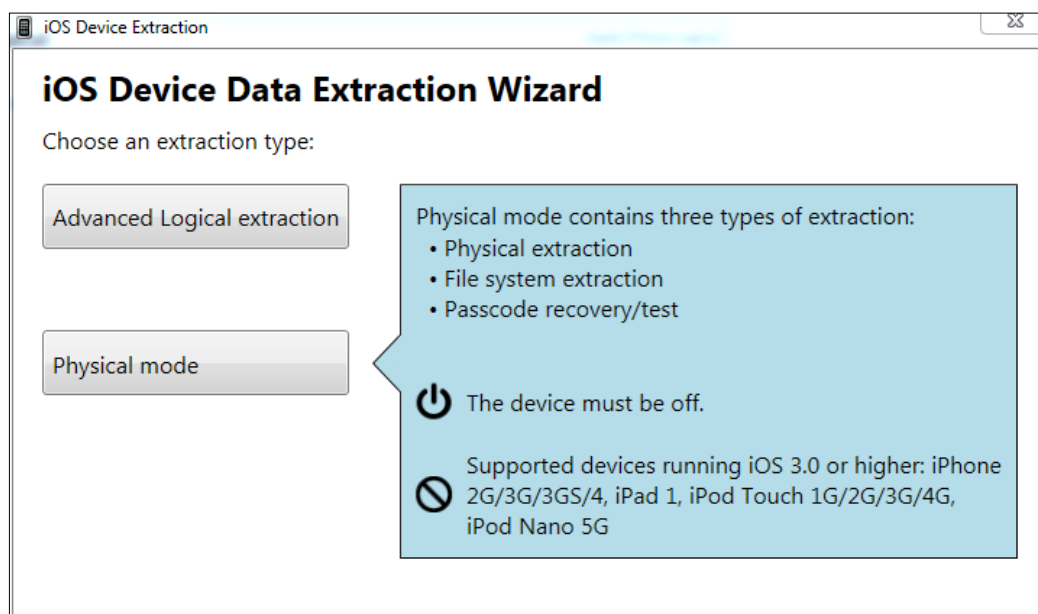 iOS Device Extraction
iOS Device Data Extraction Wizard
Choose an extraction type:
Advanced Logical extraction
Physical mode
Physical mode contains three types of extraction:
• Physical extraction
• File system extraction
• Passcode recovery/test
The device must be off.
Supported devices running iOS 3.0 or higher: iPhone
2G/3G/3GS/4, iPad 1, iPod Touch 1G/2G/3G/4G,
iPod Nano 5G